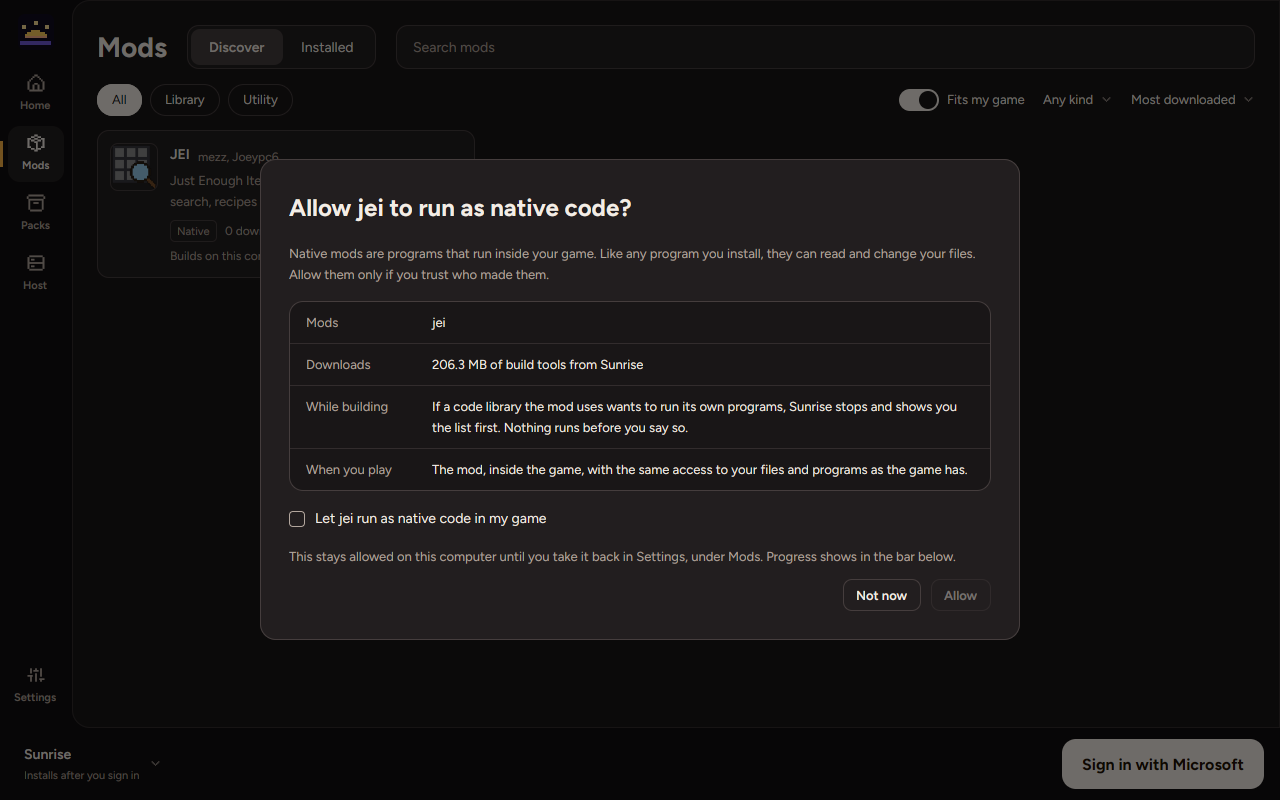 Mods
Discover
Installed
Search mods
Home
Mods
Packs
Host
All
Library
Utility
Fits my game
Any kind
Most downloaded
JEI mezz, Joeypc6
Just Enough Ite
search, recipes
Native 0 dow
Builds on this co
Allow jei to run as native code?
Native mods are programs that run inside your game. Like any program you install, they can read and change your files.
Allow them only if you trust who made them.
Mods jei
Downloads 206.3 MB of build tools from Sunrise
While building If a code library the mod uses wants to run its own programs, Sunrise stops and shows you
the list first. Nothing runs before you say so.
When you play The mod, inside the game, with the same access to your files and programs as the game has.
Let jei run as native code in my game
This stays allowed on this computer until you take it back in Settings, under Mods. Progress shows in the bar below.
Not now
Allow
Settings
Sunrise
Installs after you sign in
Sign in with Microsoft